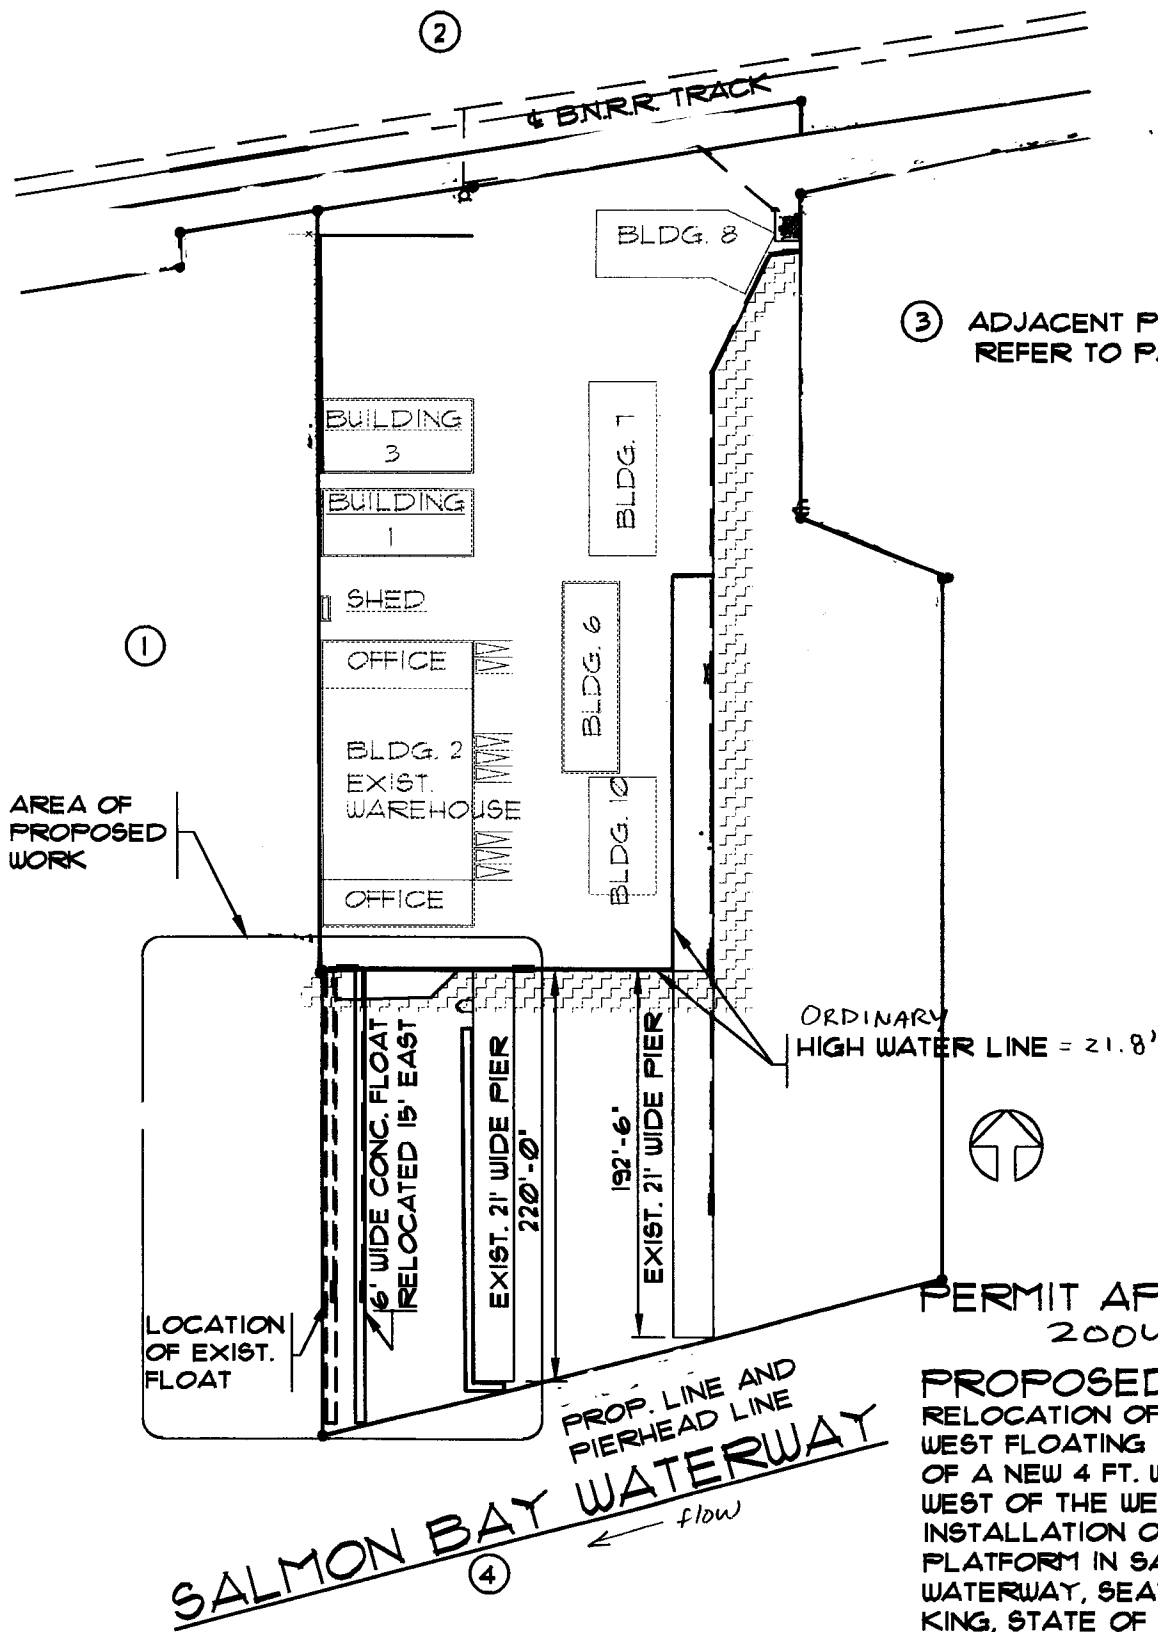 2
℄ B.N.R.R. TRACK
BLDG. 8
3 ADJACENT
REFER TO
BUILDING
3
BLDG. 7
BUILDING
1
SHED
1
OFFICE
BLDG. 6
BLDG. 2
EXIST.
WAREHOUSE
AREA OF
PROPOSED
WORK
BLDG. 10
OFFICE
ORDINARY
HIGH WATER LINE = 21.8'
6' WIDE CONC. FLOAT
RELOCATED 15' EAST
EXIST. 21' WIDE PIER
220'-0"
192'-6"
EXIST. 21' WIDE PIER
LOCATION
OF EXIST.
FLOAT
PROP. LINE AND
PIERHEAD LINE
SALMON BAY WATERWAY
flow
4
PERMIT
PROPOSED
RELOCATION OF
WEST FLOATING
OF A NEW 4 FT.
WEST OF THE
INSTALLATION
PLATFORM IN
WATERWAY,
KING, STATE OF